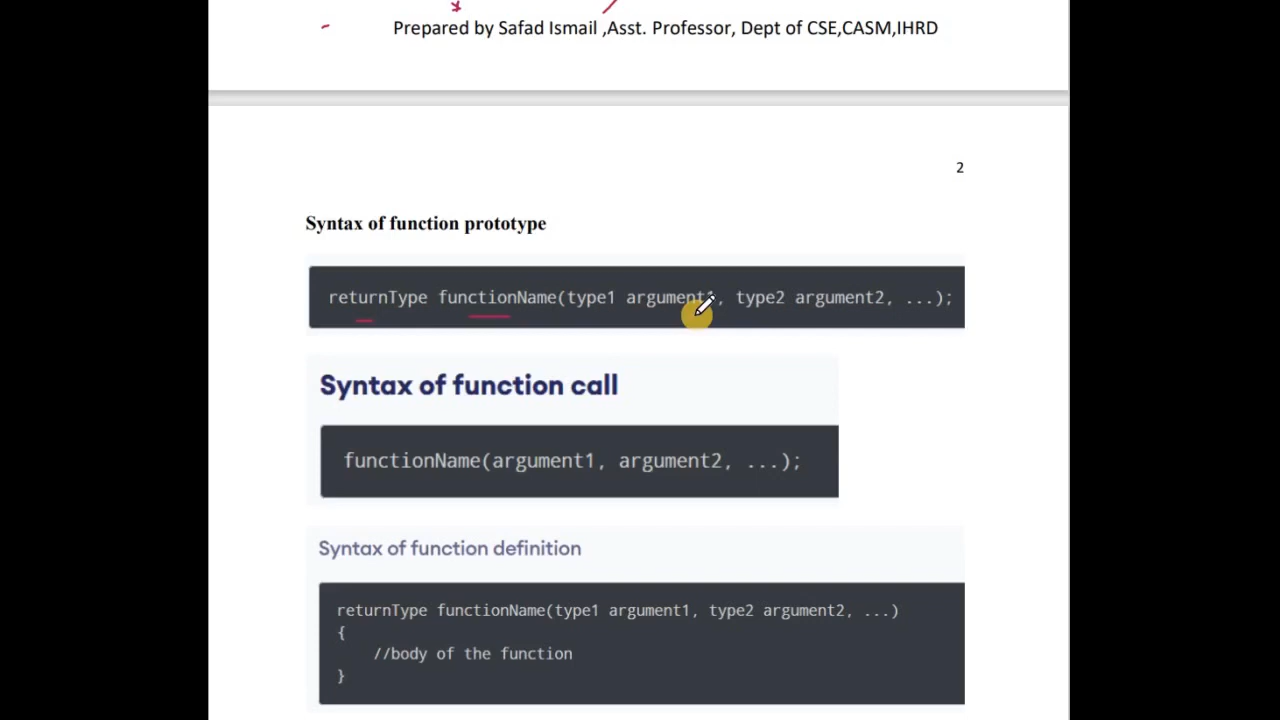 Prepared by Safad Ismail ,Asst. Professor, Dept of CSE,CASM,IHRD
2
Syntax of function prototype
returnType functionName(type1 argument1, type2 argument2, ...);
Syntax of function call
functionName(argument1, argument2, ...);
Syntax of function definition
returnType functionName(type1 argument1, type2 argument2, ...)
{
//body of the function
}